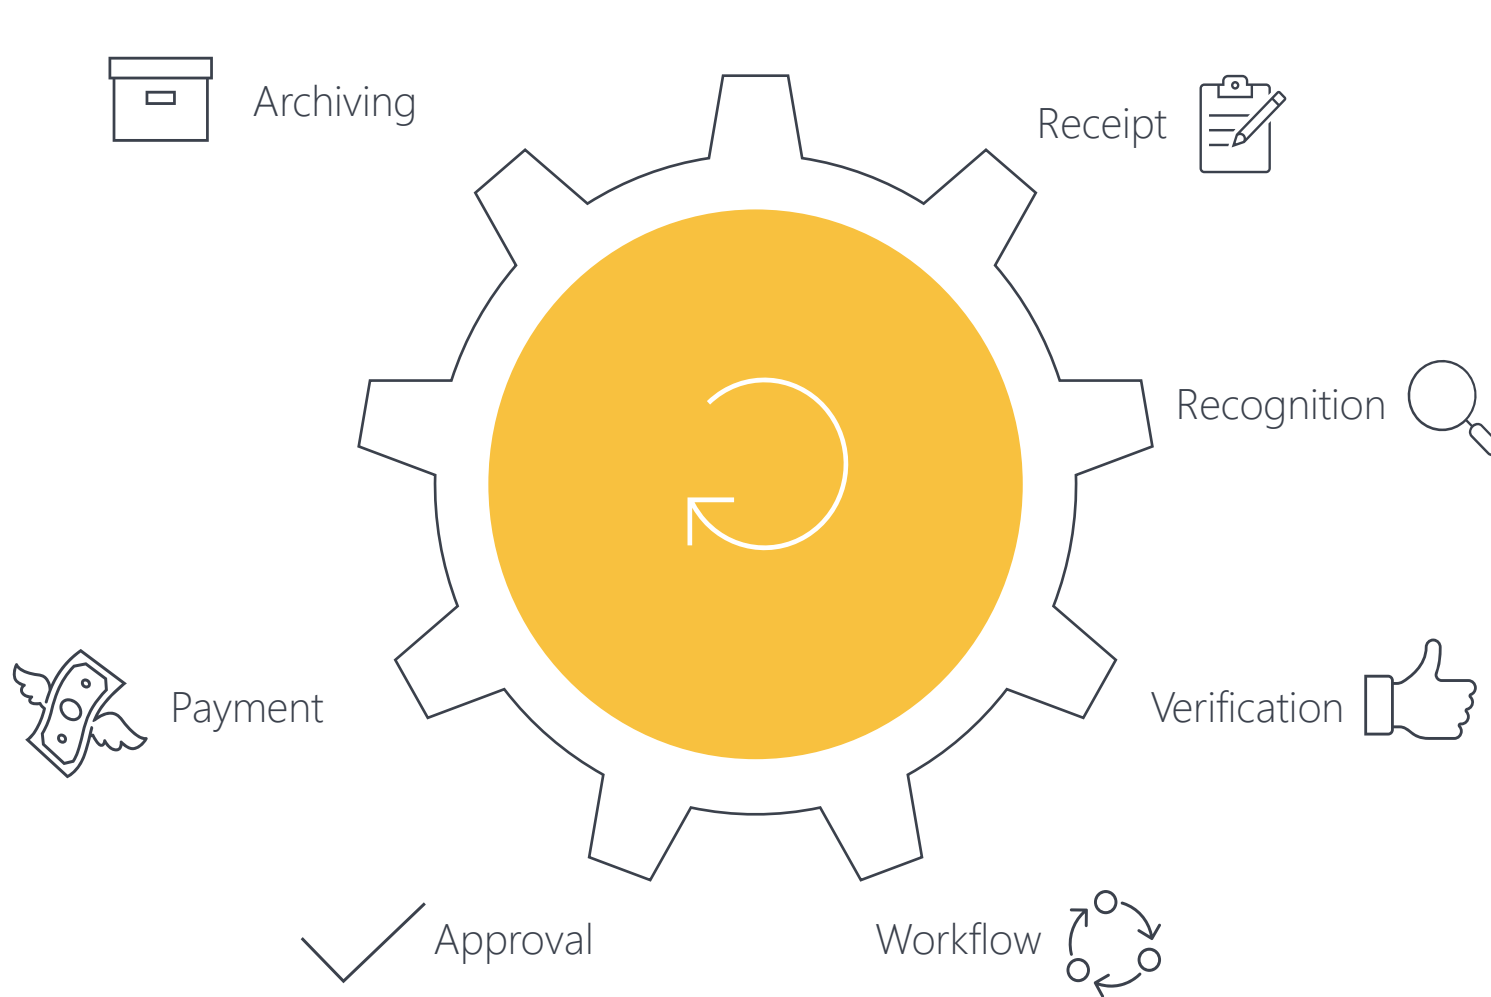 Archiving
Receipt
Recognition
Payment
Verification
Approval
Workflow